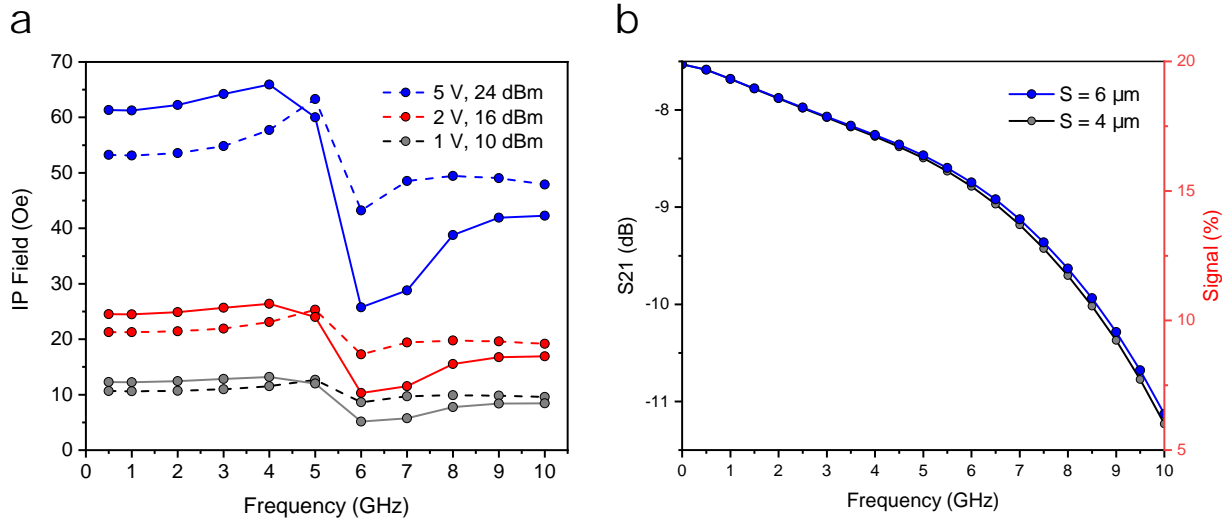 a
70
60
50
40
30
20
10
0
IP Field (Oe)
5 V, 24 dBm
2 V, 16 dBm
1 V, 10 dBm
0 1 2 3 4 5 6 7 8 9 10
Frequency (GHz)
b
-8
-9
-10
-11
S21 (dB)
S = 6 µm
S = 4 µm
20
15
10
5
Signal (%)
0 1 2 3 4 5 6 7 8 9 10
Frequency (GHz)